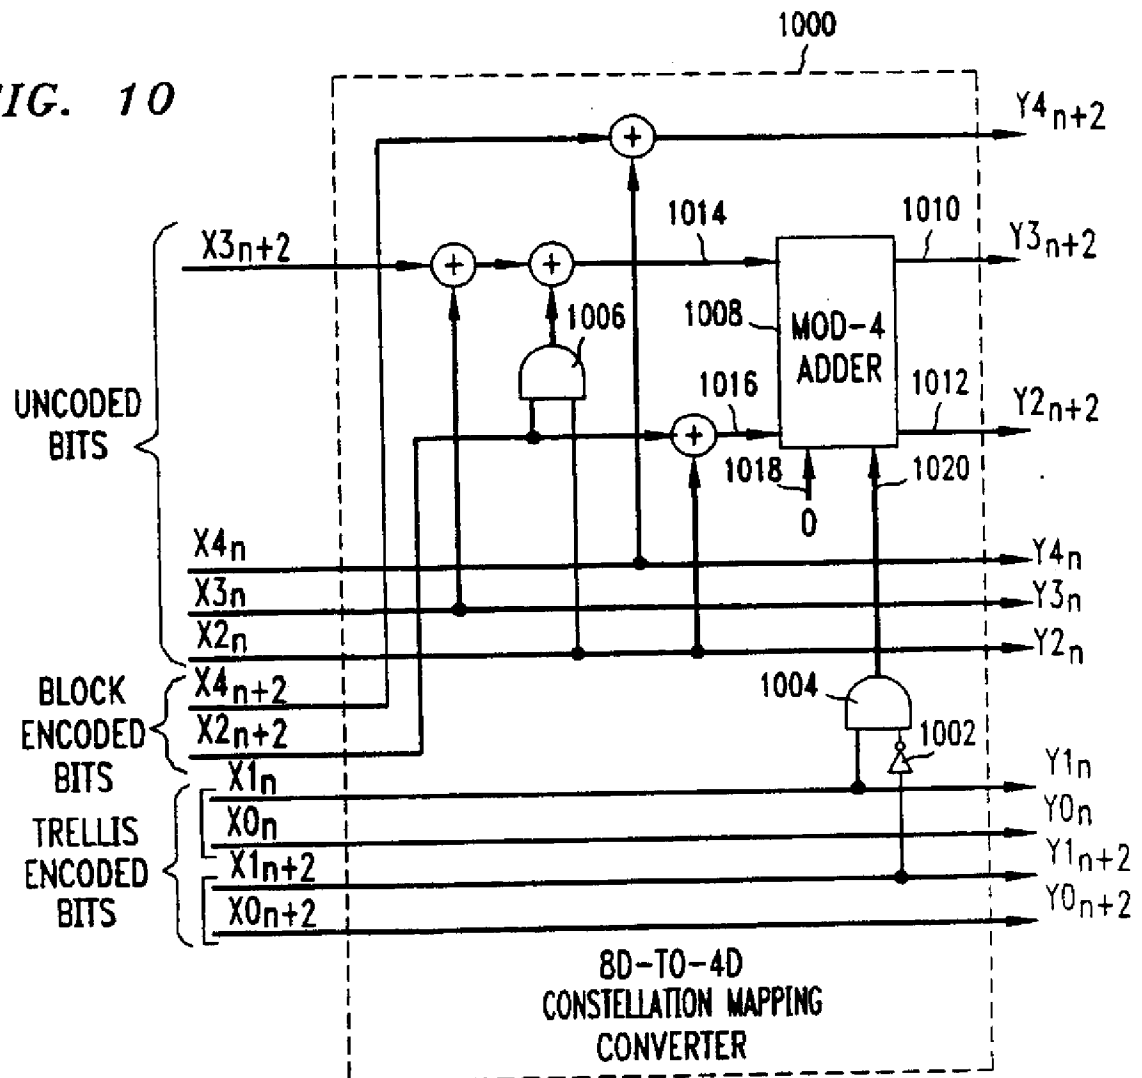 FIG. 10
1000
Y4n+2
X3n+2
1014
1010
Y3n+2
1006
1008
MOD-4
ADDER
UNCODED
BITS
1016
1012
Y2n+2
1018
1020
0
X4n
Y4n
X3n
Y3n
X2n
Y2n
BLOCK
ENCODED
BITS
X4n+2
1004
X2n+2
1002
TRELLIS
ENCODED
BITS
X1n
Y1n
X0n
Y0n
X1n+2
Y1n+2
X0n+2
Y0n+2
8D-TO-4D
CONSTELLATION MAPPING
CONVERTER